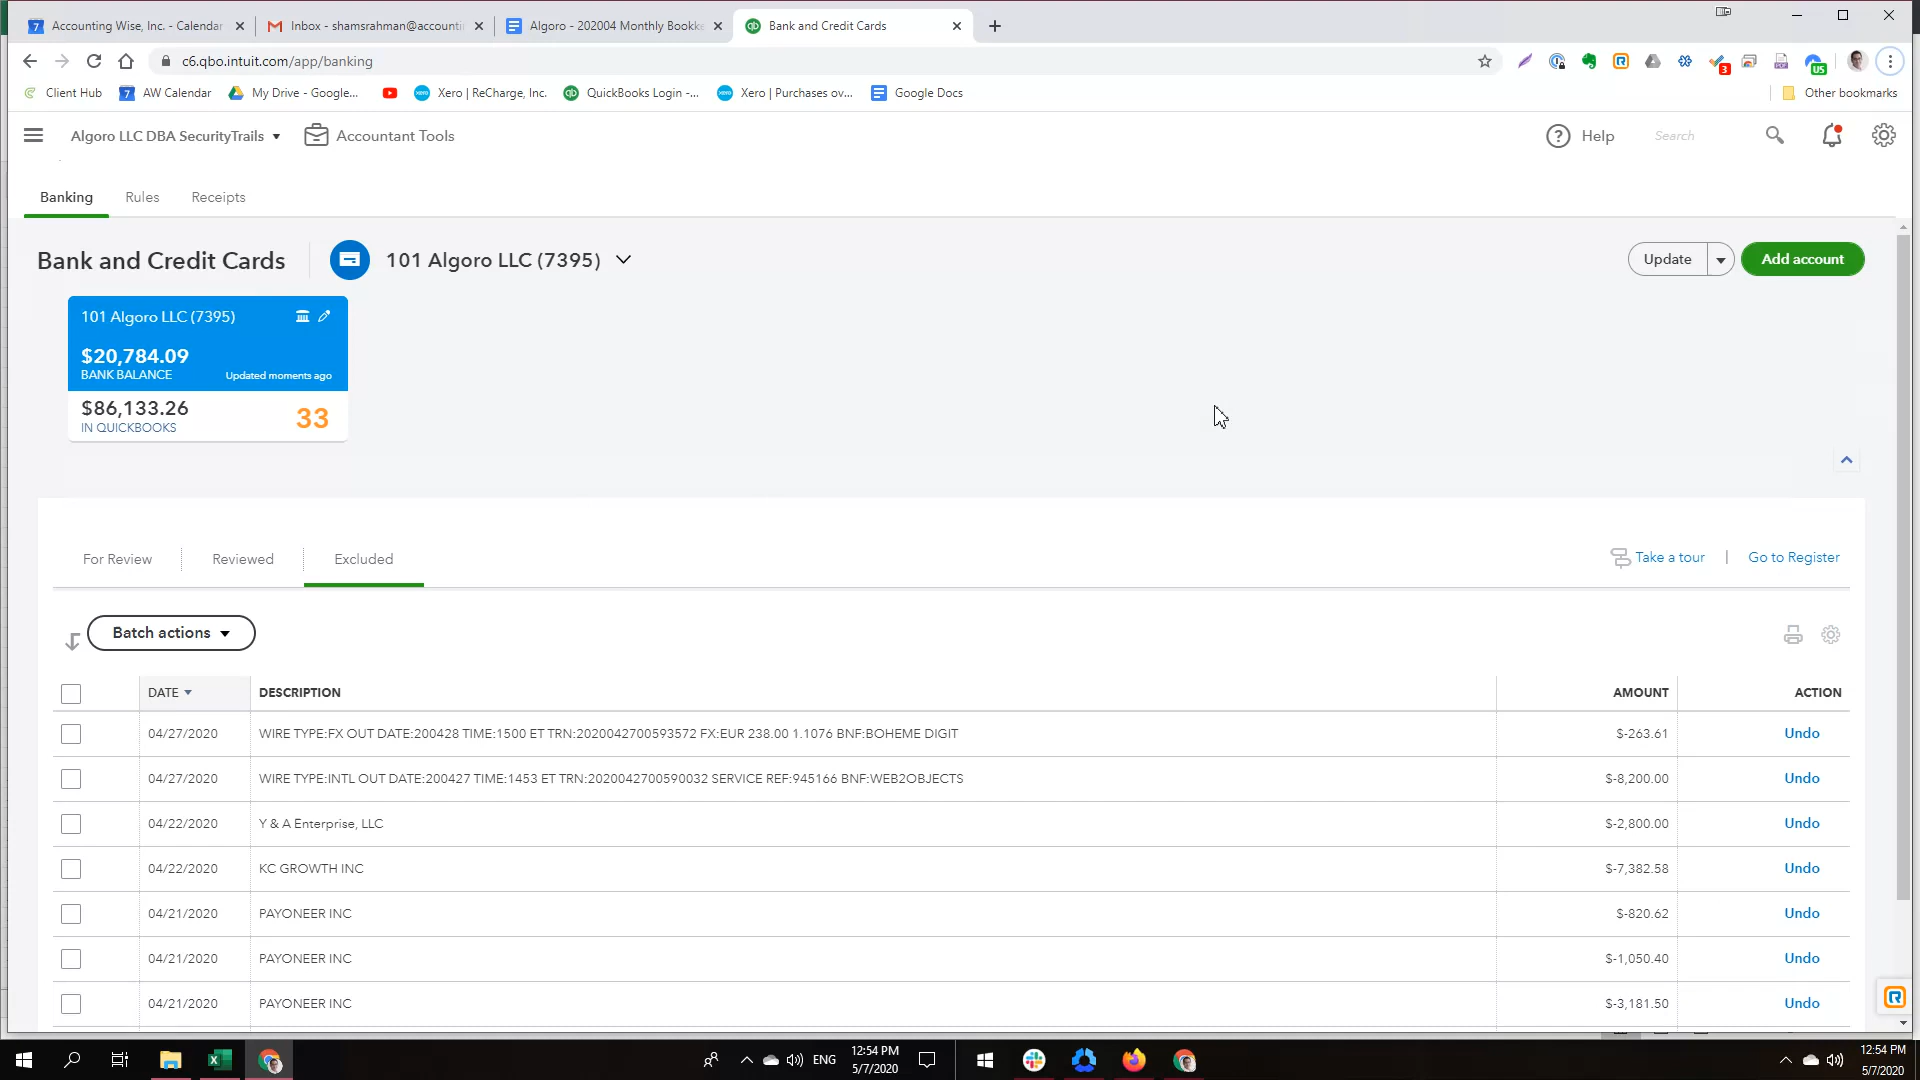 Accounting Wise, Inc. - Calendar
Inbox - shamsrahman@accounti
Algoro - 202004 Monthly Bookke
Bank and Credit Cards
c6.qbo.intuit.com/app/banking
3
US
Client Hub
AW Calendar
My Drive - Google...
Xero | ReCharge, Inc.
QuickBooks Login -...
Xero | Purchases ov...
Google Docs
Other bookmarks
Algoro LLC DBA SecurityTrails
Accountant Tools
Help
Search
Banking
Rules
Receipts
Bank and Credit Cards
101 Algoro LLC (7395)
Update
Add account
101 Algoro LLC (7395)
$20,784.09
BANK BALANCE
Updated moments ago
$86,133.26
IN QUICKBOOKS
33
For Review
Reviewed
Excluded
Take a tour
|
Go to Register
Batch actions
DATE
DESCRIPTION
AMOUNT
ACTION
04/27/2020
WIRE TYPE:FX OUT DATE:200428 TIME:1500 ET TRN:2020042700593572 FX:EUR 238.00 1.1076 BNF:BOHEME DIGIT
$-263.61
Undo
04/27/2020
WIRE TYPE:INTL OUT DATE:200427 TIME:1453 ET TRN:2020042700590032 SERVICE REF:945166 BNF:WEB2OBJECTS
$-8,200.00
Undo
04/22/2020
Y & A Enterprise, LLC
$-2,800.00
Undo
04/22/2020
KC GROWTH INC
$-7,382.58
Undo
04/21/2020
PAYONEER INC
$-820.62
Undo
04/21/2020
PAYONEER INC
$-1,050.40
Undo
04/21/2020
PAYONEER INC
$-3,181.50
Undo
ENG
12:54 PM
5/7/2020
12:54 PM
5/7/2020